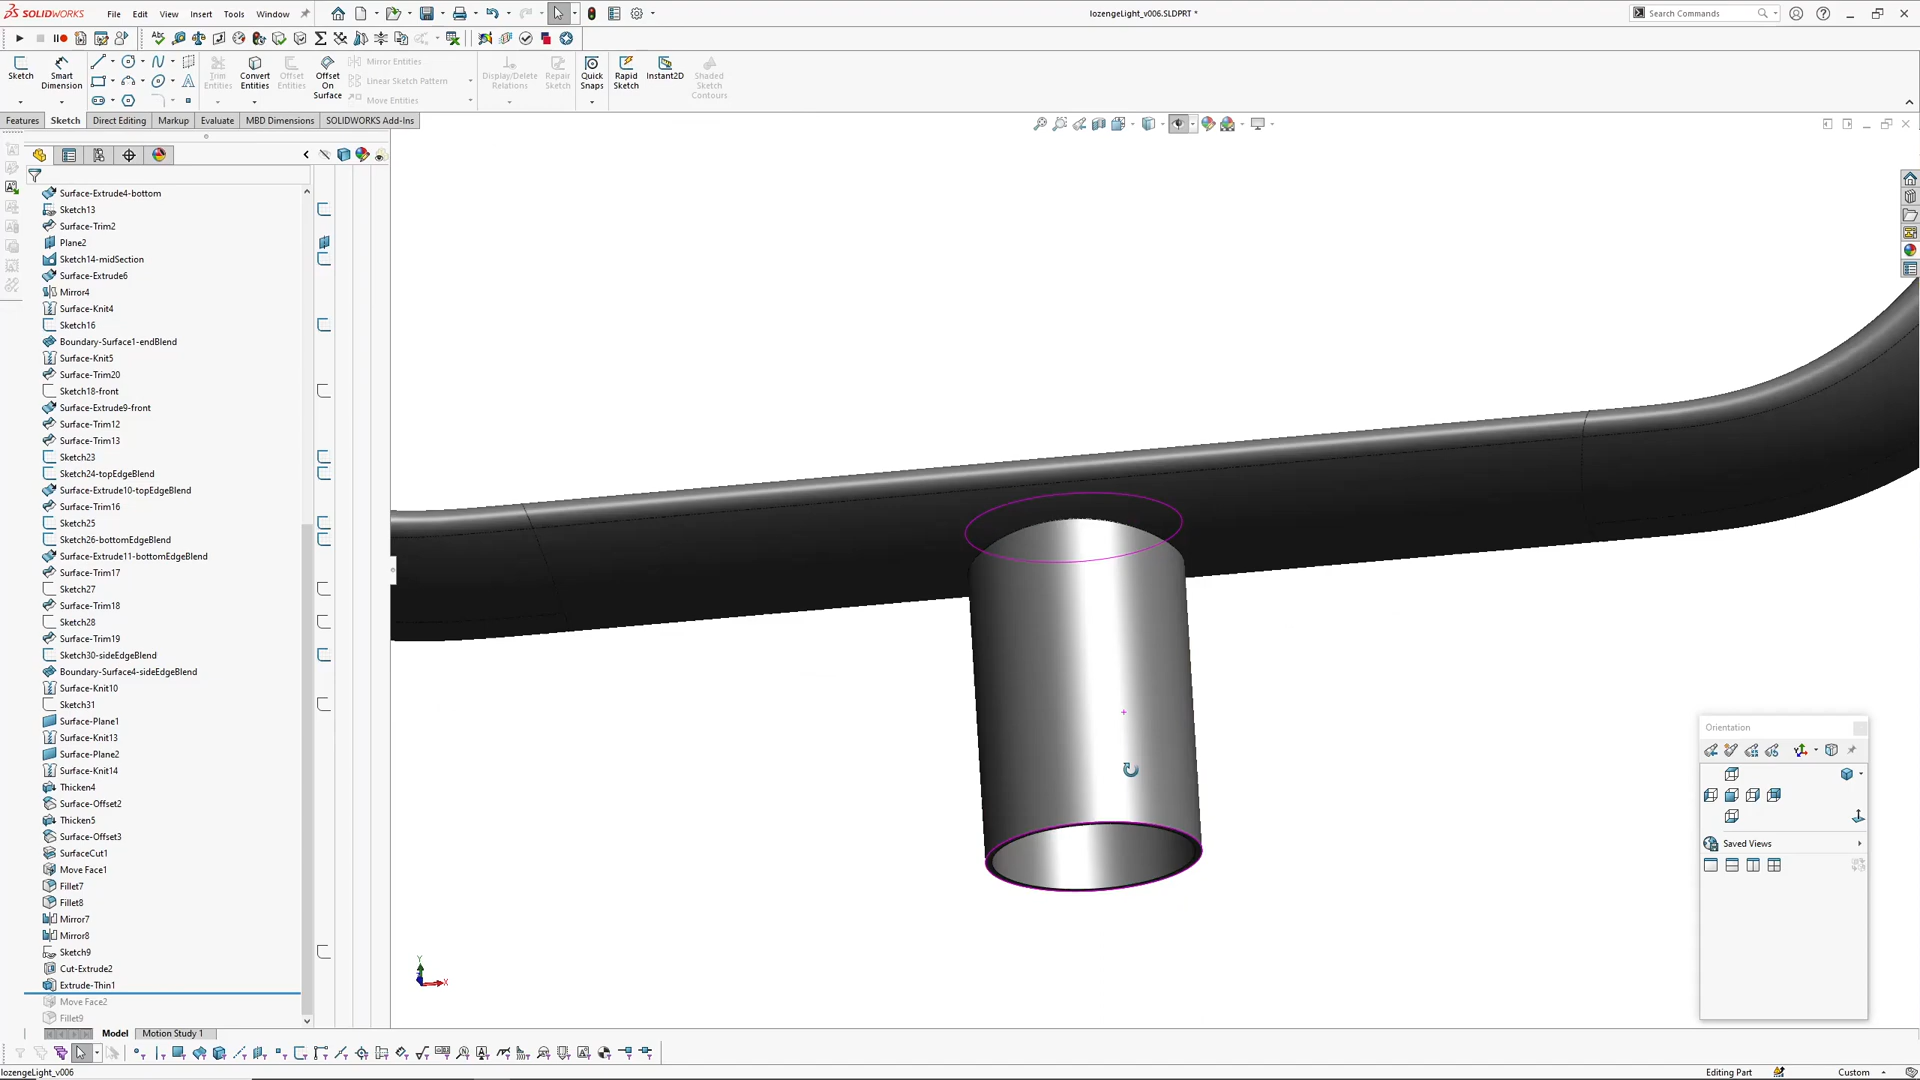 SOLIDWORKS File Edit View Insert Tools Window lozengeLight_v006.SLDPRT * Search Commands
Sketch Smart Dimension Trim Entities Convert Entities Offset Entities Offset On Surface Mirror Entities Linear Sketch Pattern Move Entities Display/Delete Relations Repair Sketch Quick Snaps Rapid Sketch Instant2D Shaded Sketch Contours
Features Sketch Direct Editing Markup Evaluate MBD Dimensions SOLIDWORKS Add-Ins
Surface-Extrude4-bottom
Sketch13
Surface-Trim2
Plane2
Sketch14-midSection
Surface-Extrude6
Mirror4
Surface-Knit4
Sketch16
Boundary-Surface1-endBlend
Surface-Knit5
Surface-Trim20
Sketch18-front
Surface-Extrude9-front
Surface-Trim12
Surface-Trim13
Sketch23
Sketch24-topEdgeBlend
Surface-Extrude10-topEdgeBlend
Surface-Trim16
Sketch25
Sketch26-bottomEdgeBlend
Surface-Extrude11-bottomEdgeBlend
Surface-Trim17
Sketch27
Surface-Trim18
Sketch28
Surface-Trim19
Sketch30-sideEdgeBlend
Boundary-Surface4-sideEdgeBlend
Surface-Knit10
Sketch31
Surface-Plane1
Surface-Knit13
Surface-Plane2
Surface-Knit14
Thicken4
Surface-Offset2
Thicken5
Surface-Offset3
SurfaceCut1
Move Face1
Fillet7
Fillet8
Mirror7
Mirror8
Sketch9
Cut-Extrude2
Extrude-Thin1
Move Face2
Fillet9
Y
X
Orientation
Saved Views
Model Motion Study 1
lozengeLight_v006 Editing Part Custom